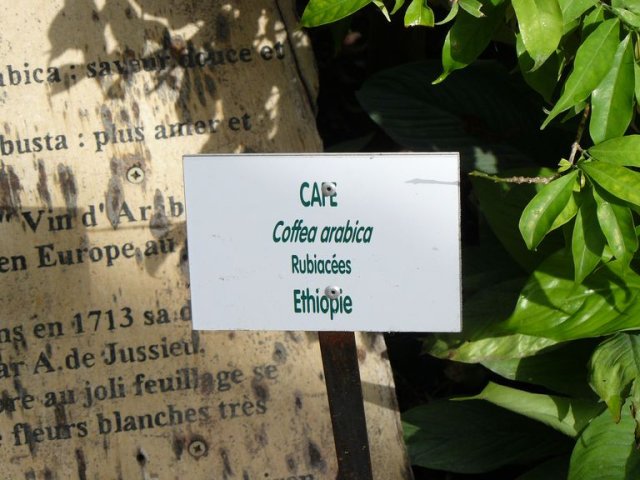 abica : saveur douce et
busta : plus amer et
" Vin d' Arab
en Europe au
ns en 1713 sa d
ar A.de Jussieu.
re au joli feuillage se
e fleurs blanches très
CAFE
Coffea arabica
Rubiacées
Ethiopie